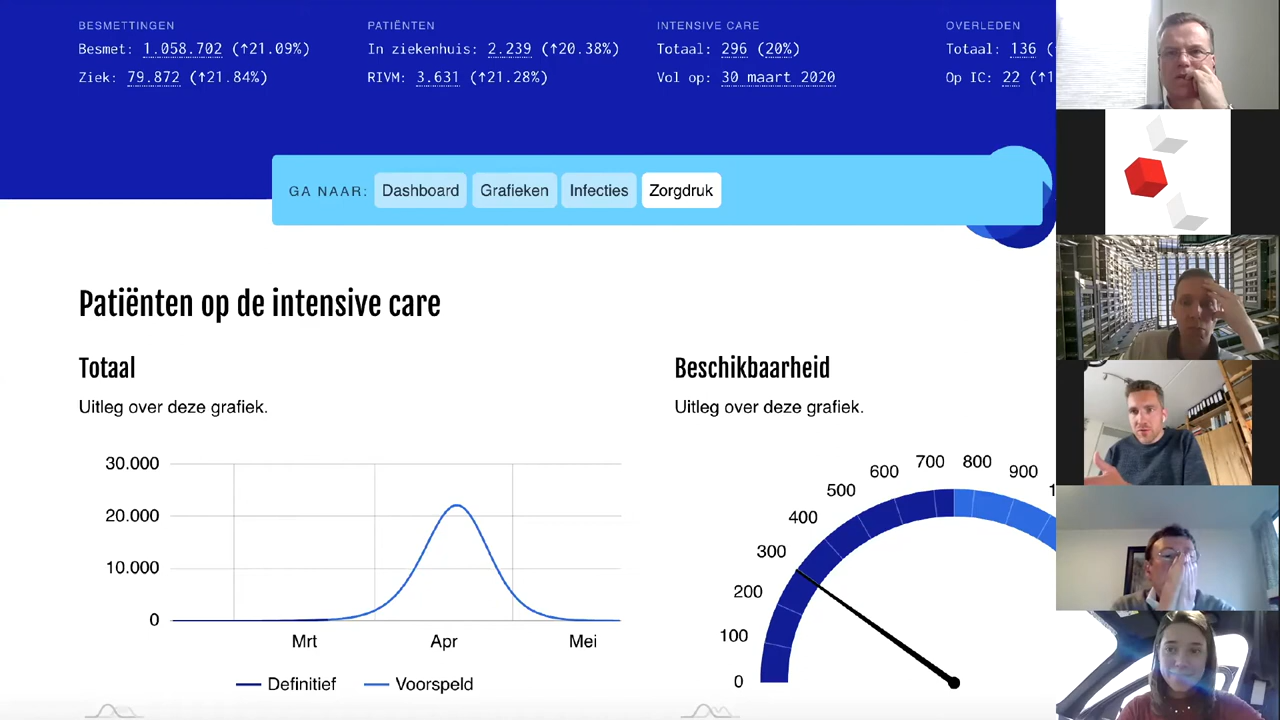 BESMETTINGEN
Besmet: 1.058.702 (↑21.09%)
Ziek: 79.872 (↑21.84%)
PATIËNTEN
In ziekenhuis: 2.239 (↑20.38%)
RIVM: 3.631 (↑21.28%)
INTENSIVE CARE
Totaal: 296 (20%)
Vol op: 30 maart 2020
OVERLEDEN
Totaal: 136 (
Op IC: 22 (↑1
GA NAAR: Dashboard Grafieken Infecties Zorgdruk
Patiënten op de intensive care
Totaal
Uitleg over deze grafiek.
30.000
20.000
10.000
0
Mrt Apr Mei
Definitief Voorspeld
Beschikbaarheid
Uitleg over deze grafiek.
0
100
200
300
400
500
600
700
800
900
1